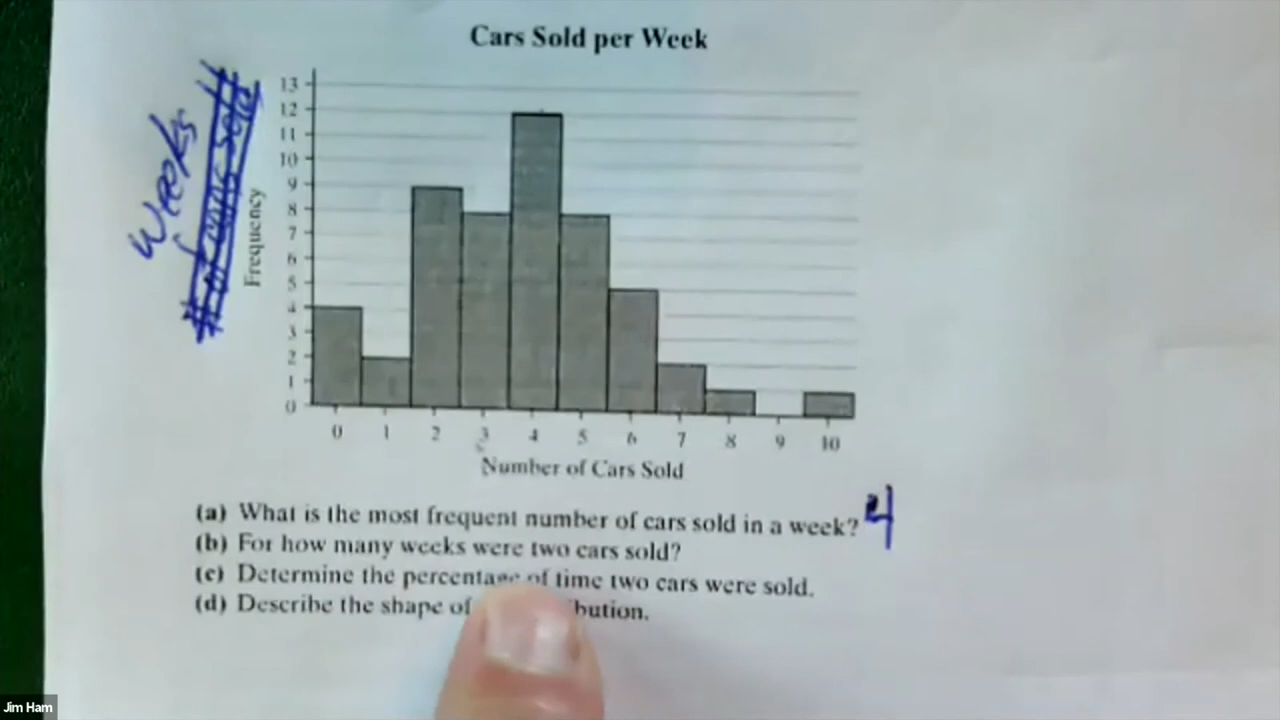 Cars Sold per Week
Weeks
# of cars sold
Frequency
13
12
11
10
9
8
7
6
5
4
3
2
1
0
0 1 2 3 4 5 6 7 8 9 10
Number of Cars Sold
(a) What is the most frequent number of cars sold in a week? 4
(b) For how many weeks were two cars sold?
(c) Determine the percentage of time two cars were sold.
(d) Describe the shape of bution.
Jim Ham